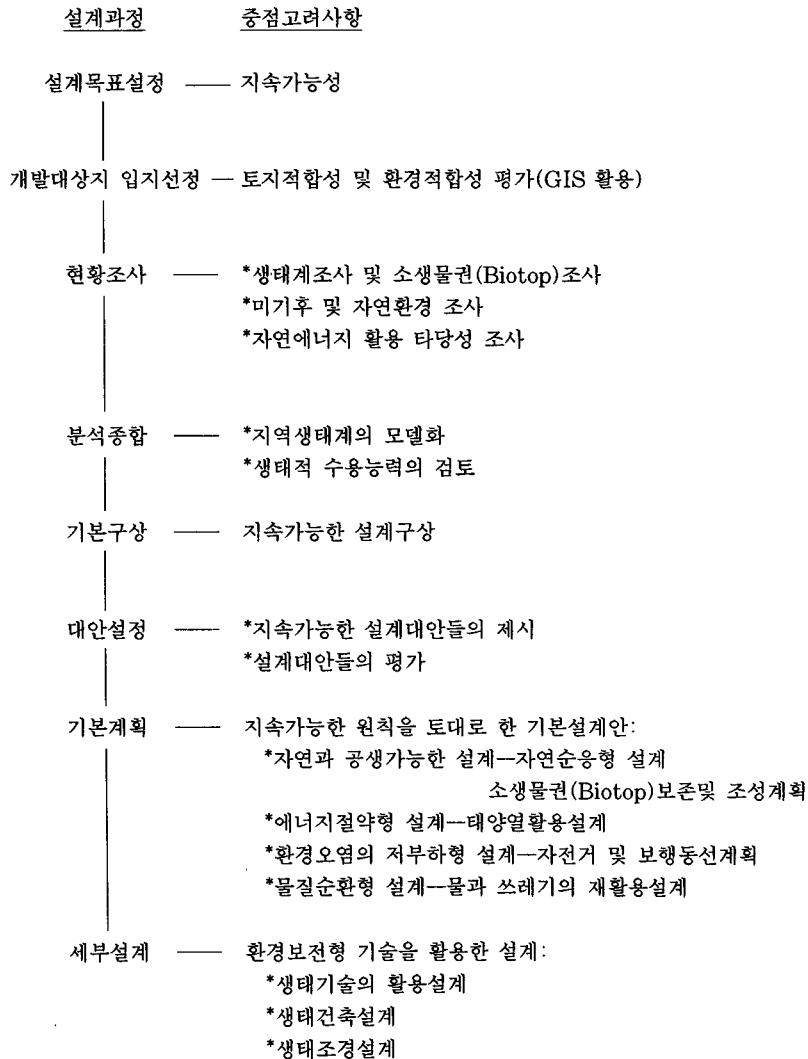 설계과정 중점고려사항
설계목표설정 지속가능성
개발대상지 입지선정 토지적합성 및 환경적합성 평가(GIS 활용)
현황조사 *생태계조사 및 소생물권(Biotop)조사
*미기후 및 자연환경 조사
*자연에너지 활용 타당성 조사
분석종합 *지역생태계의 모델화
*생태적 수용능력의 검토
기본구상 지속가능한 설계구상
대안설정 *지속가능한 설계대안들의 제시
*설계대안들의 평가
기본계획 지속가능한 원칙을 토대로 한 기본설계안:
*자연과 공생가능한 설계--자연순응형 설계
소생물권(Biotop)보존및 조성계획
*에너지절약형 설계--태양열활용설계
*환경오염의 저부하형 설계--자전거 및 보행동선계획
*물질순환형 설계--물과 쓰레기의 재활용설계
세부설계 환경보전형 기술을 활용한 설계:
*생태기술의 활용설계
*생태건축설계
*생태조경설계